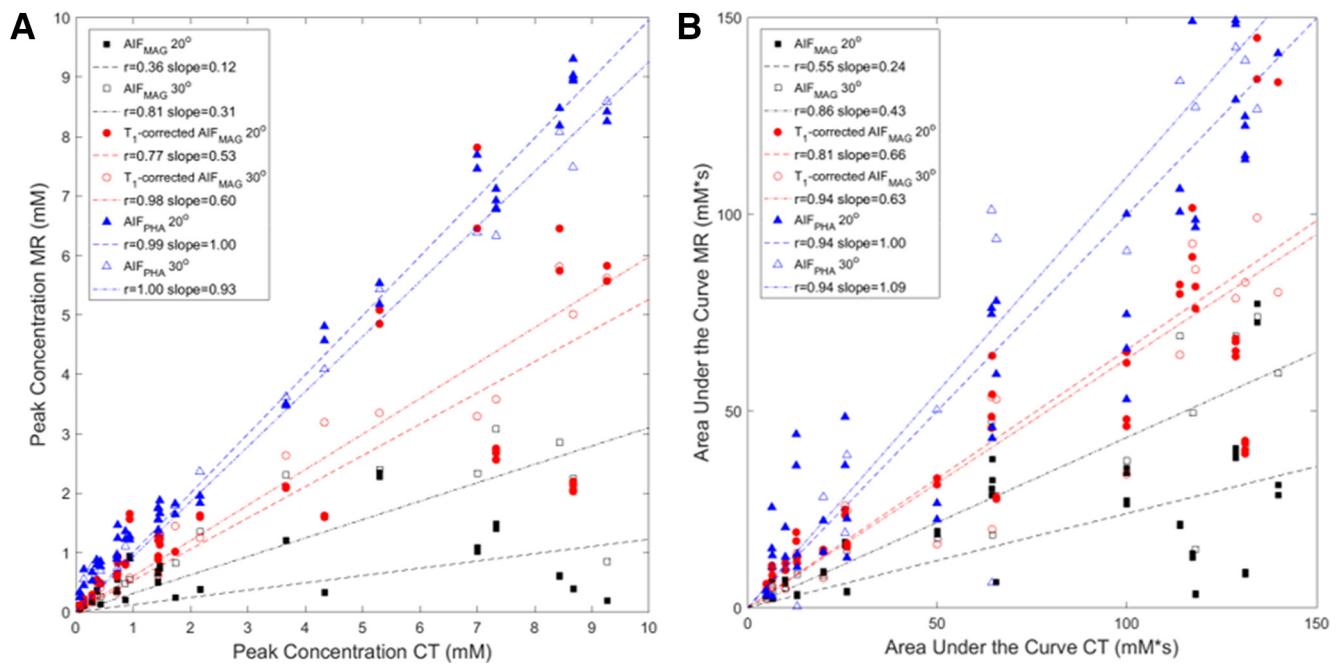 A
AIF_MAG 20°
r=0.36 slope=0.12
AIF_MAG 30°
r=0.81 slope=0.31
T_1-corrected AIF_MAG 20°
r=0.77 slope=0.53
T_1-corrected AIF_MAG 30°
r=0.98 slope=0.60
AIF_PHA 20°
r=0.99 slope=1.00
AIF_PHA 30°
r=1.00 slope=0.93
Peak Concentration MR (mM)
10
9
8
7
6
5
4
3
2
1
0
0 1 2 3 4 5 6 7 8 9 10
Peak Concentration CT (mM)
B
AIF_MAG 20°
r=0.55 slope=0.24
AIF_MAG 30°
r=0.86 slope=0.43
T_1-corrected AIF_MAG 20°
r=0.81 slope=0.66
T_1-corrected AIF_MAG 30°
r=0.94 slope=0.63
AIF_PHA 20°
r=0.94 slope=1.00
AIF_PHA 30°
r=0.94 slope=1.09
Area Under the Curve MR (mM*s)
150
100
50
0
0 50 100 150
Area Under the Curve CT (mM*s)